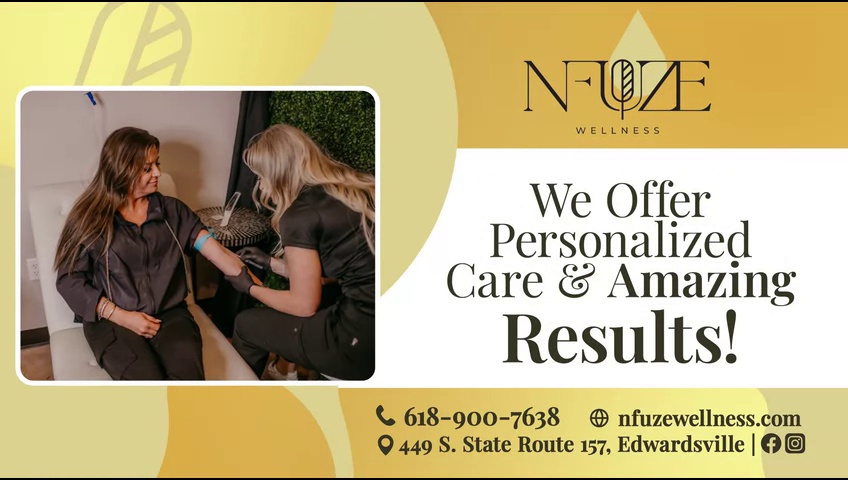 NFUZE
WELLNESS
We Offer
Personalized
Care & Amazing
Results!
618-900-7638 nfuzewellness.com
449 S. State Route 157, Edwardsville |